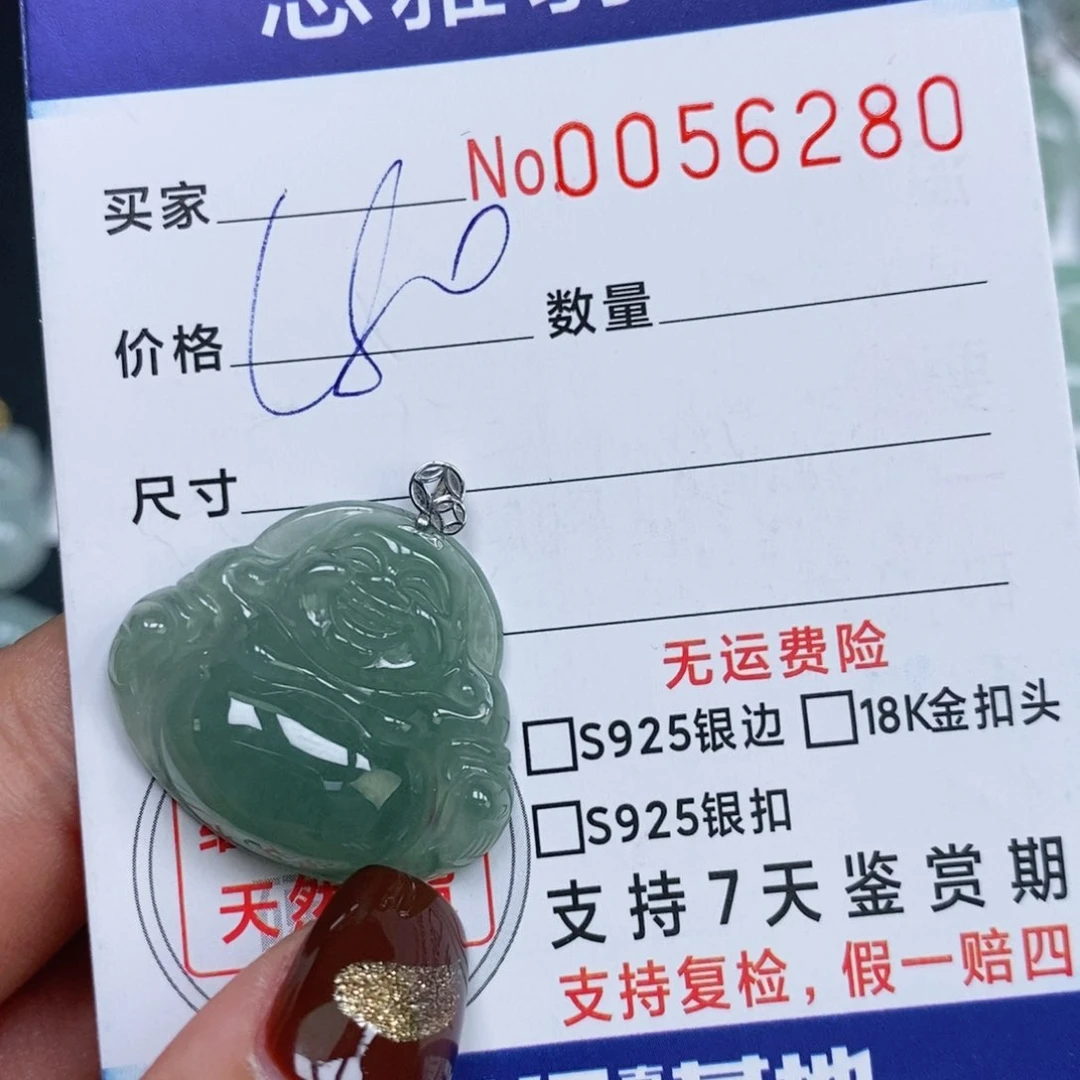 No.0056280
买家
价格 数量
尺寸
无运费险
□S925银边 □18K金扣头
□S925银扣
支持7天鉴赏期
支持复检，假一赔四
天然